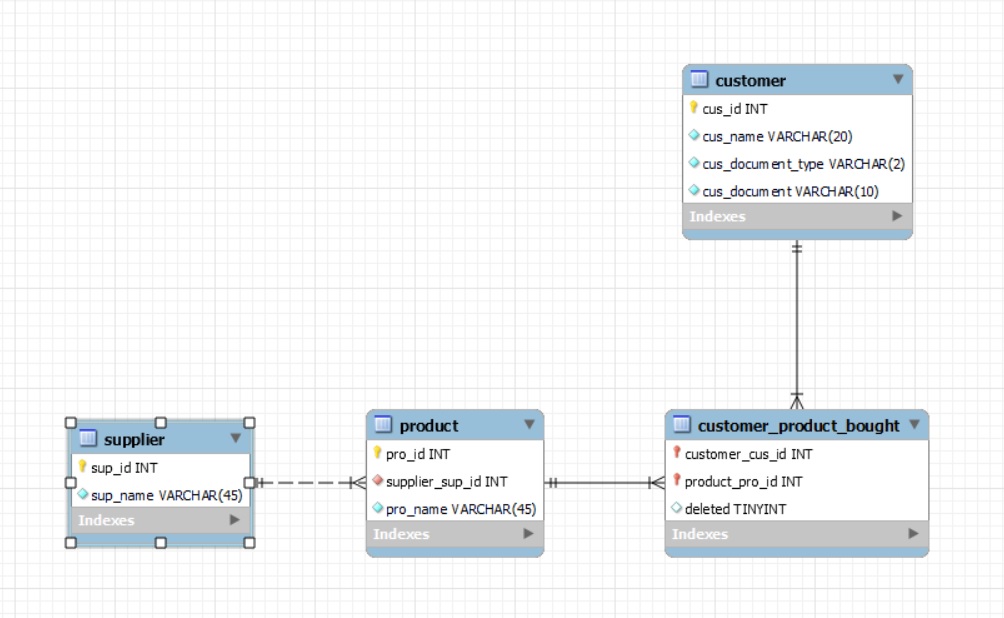 customer
cus_id INT
cus_name VARCHAR(20)
cus_document_type VARCHAR(2)
cus_document VARCHAR(10)
Indexes
supplier
sup_id INT
sup_name VARCHAR(45)
Indexes
product
pro_id INT
supplier_sup_id INT
pro_name VARCHAR(45)
Indexes
customer_product_bought
customer_cus_id INT
product_pro_id INT
deleted TINYINT
Indexes